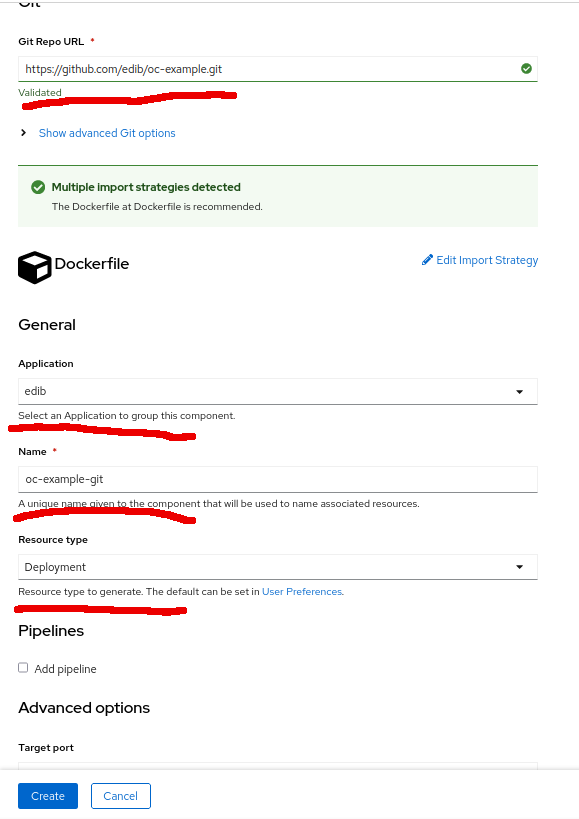 Git
Git Repo URL *
https://github.com/edib/oc-example.git
Validated
Show advanced Git options
Multiple import strategies detected
The Dockerfile at Dockerfile is recommended.
Dockerfile
Edit Import Strategy
General
Application
edib
Select an Application to group this component.
Name *
oc-example-git
A unique name given to the component that will be used to name associated resources.
Resource type
Deployment
Resource type to generate. The default can be set in User Preferences.
Pipelines
Add pipeline
Advanced options
Target port
Create
Cancel